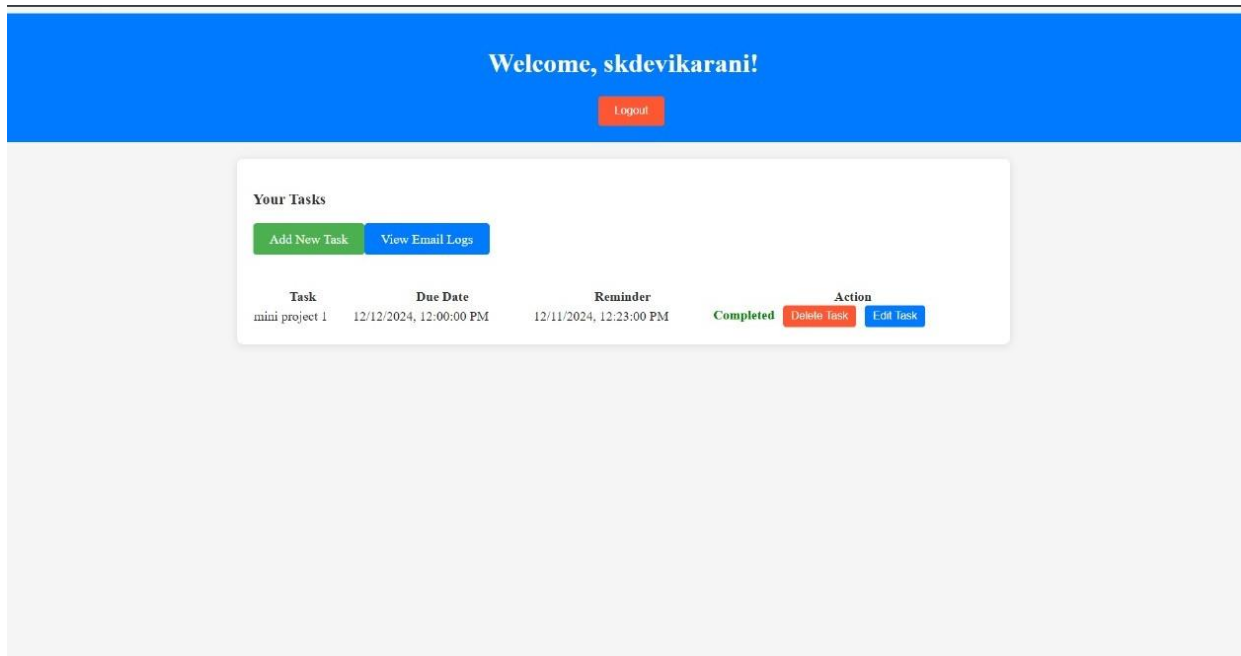 Welcome, skdevikarani!
Logout
Your Tasks
Add New Task View Email Logs
Task Due Date Reminder Action
mini project 1 12/12/2024, 12:00:00 PM 12/11/2024, 12:23:00 PM Completed Delete Task Edit Task